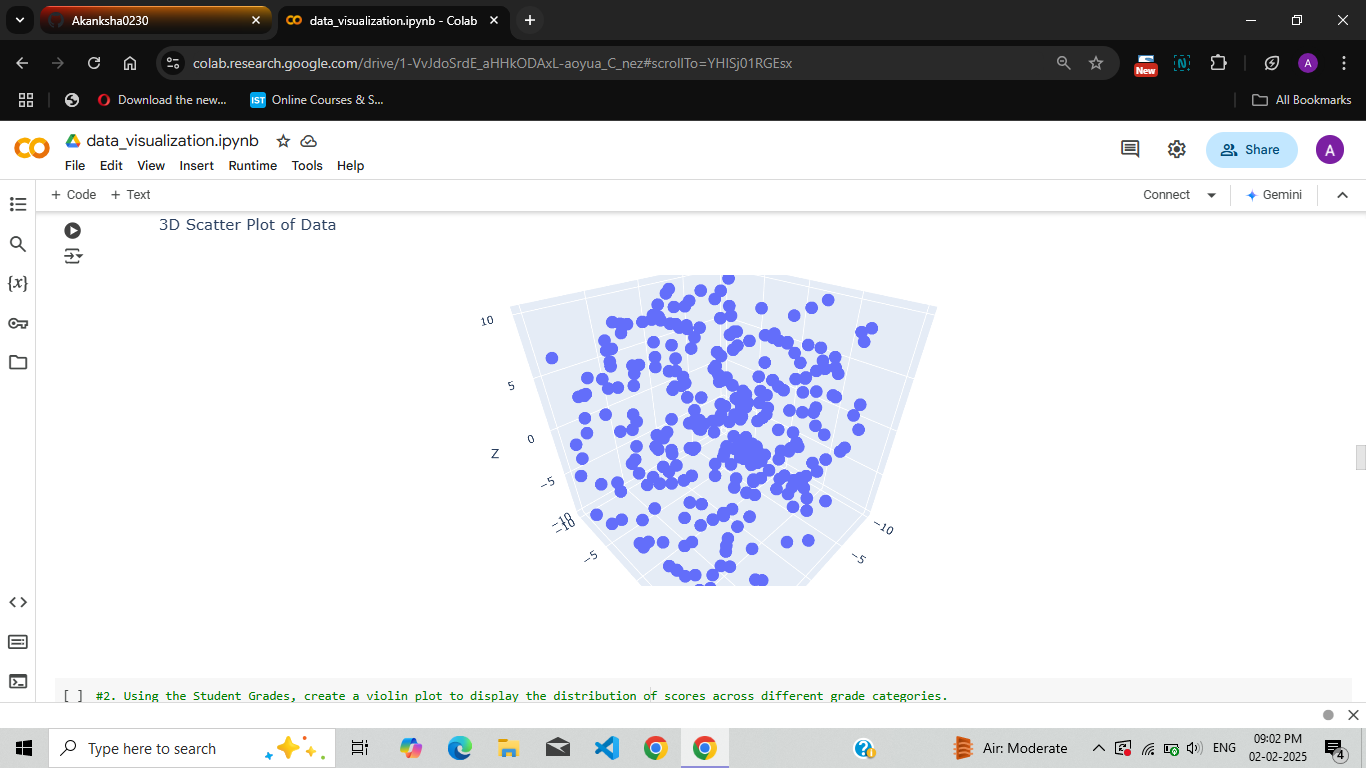 Akanksha0230
data_visualization.ipynb - Colab
colab.research.google.com/drive/1-VvJdoSrdE_aHHkODAxL-aoyua_C_nez#scrollTo=YHISj01RGEsx
New
N
A
Download the new...
IST
Online Courses & S...
All Bookmarks
data_visualization.ipynb
File Edit View Insert Runtime Tools Help
Share
A
+ Code + Text
Connect
Gemini
{x}
3D Scatter Plot of Data
10
5
0
−5
−10
−10
−5
Z
−10
−5
[ ] #2. Using the Student Grades, create a violin plot to display the distribution of scores across different grade categories.
Type here to search
Air: Moderate
ENG
09:02 PM
02-02-2025
4